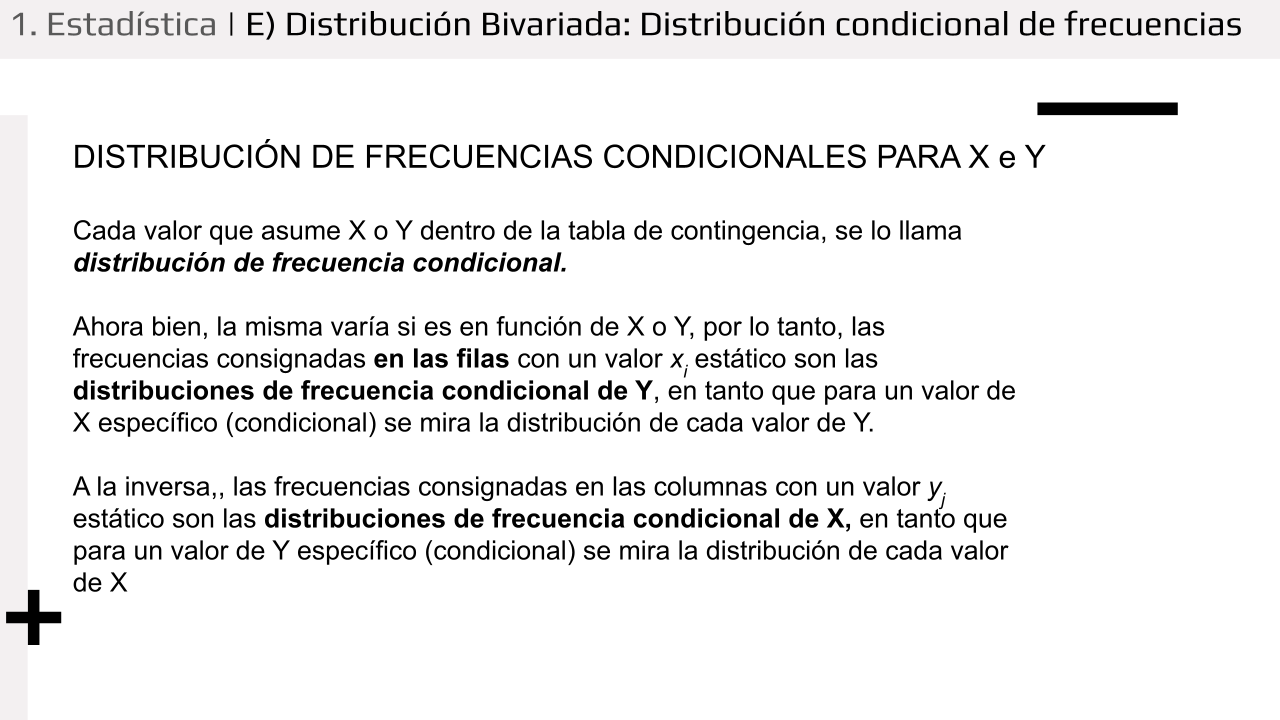 1. Estadística | E) Distribución Bivariada: Distribución condicional de frecuencias
DISTRIBUCIÓN DE FRECUENCIAS CONDICIONALES PARA X e Y
Cada valor que asume X o Y dentro de la tabla de contingencia, se lo llama
distribución de frecuencia condicional.
Ahora bien, la misma varía si es en función de X o Y, por lo tanto, las
frecuencias consignadas en las filas con un valor xi estático son las
distribuciones de frecuencia condicional de Y, en tanto que para un valor de
X específico (condicional) se mira la distribución de cada valor de Y.
A la inversa,, las frecuencias consignadas en las columnas con un valor yj
estático son las distribuciones de frecuencia condicional de X, en tanto que
para un valor de Y específico (condicional) se mira la distribución de cada valor
de X